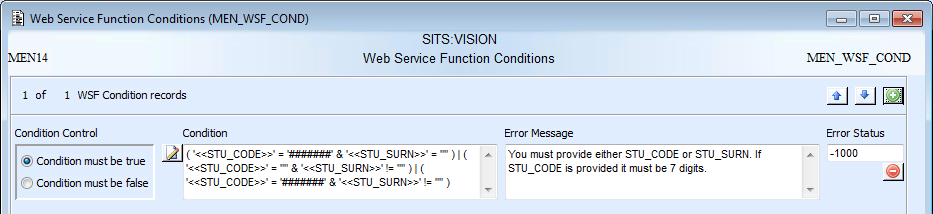 Web Service Function Conditions (MEN_WSF_COND)
SITS:VISION
MEN14 Web Service Function Conditions MEN_WSF_COND
1 of 1 WSF Condition records
Condition Control Condition Error Message Error Status
Condition must be true
Condition must be false
( '<<STU_CODE>>' = '#######' & '<<STU_SURN>>' = "" ) | (
'<<STU_CODE>>' = "" & '<<STU_SURN>>' != "" ) | (
'<<STU_CODE>>' = '#######' & '<<STU_SURN>>' != "" )
You must provide either STU_CODE or STU_SURN. If
STU_CODE is provided it must be 7 digits.
-1000